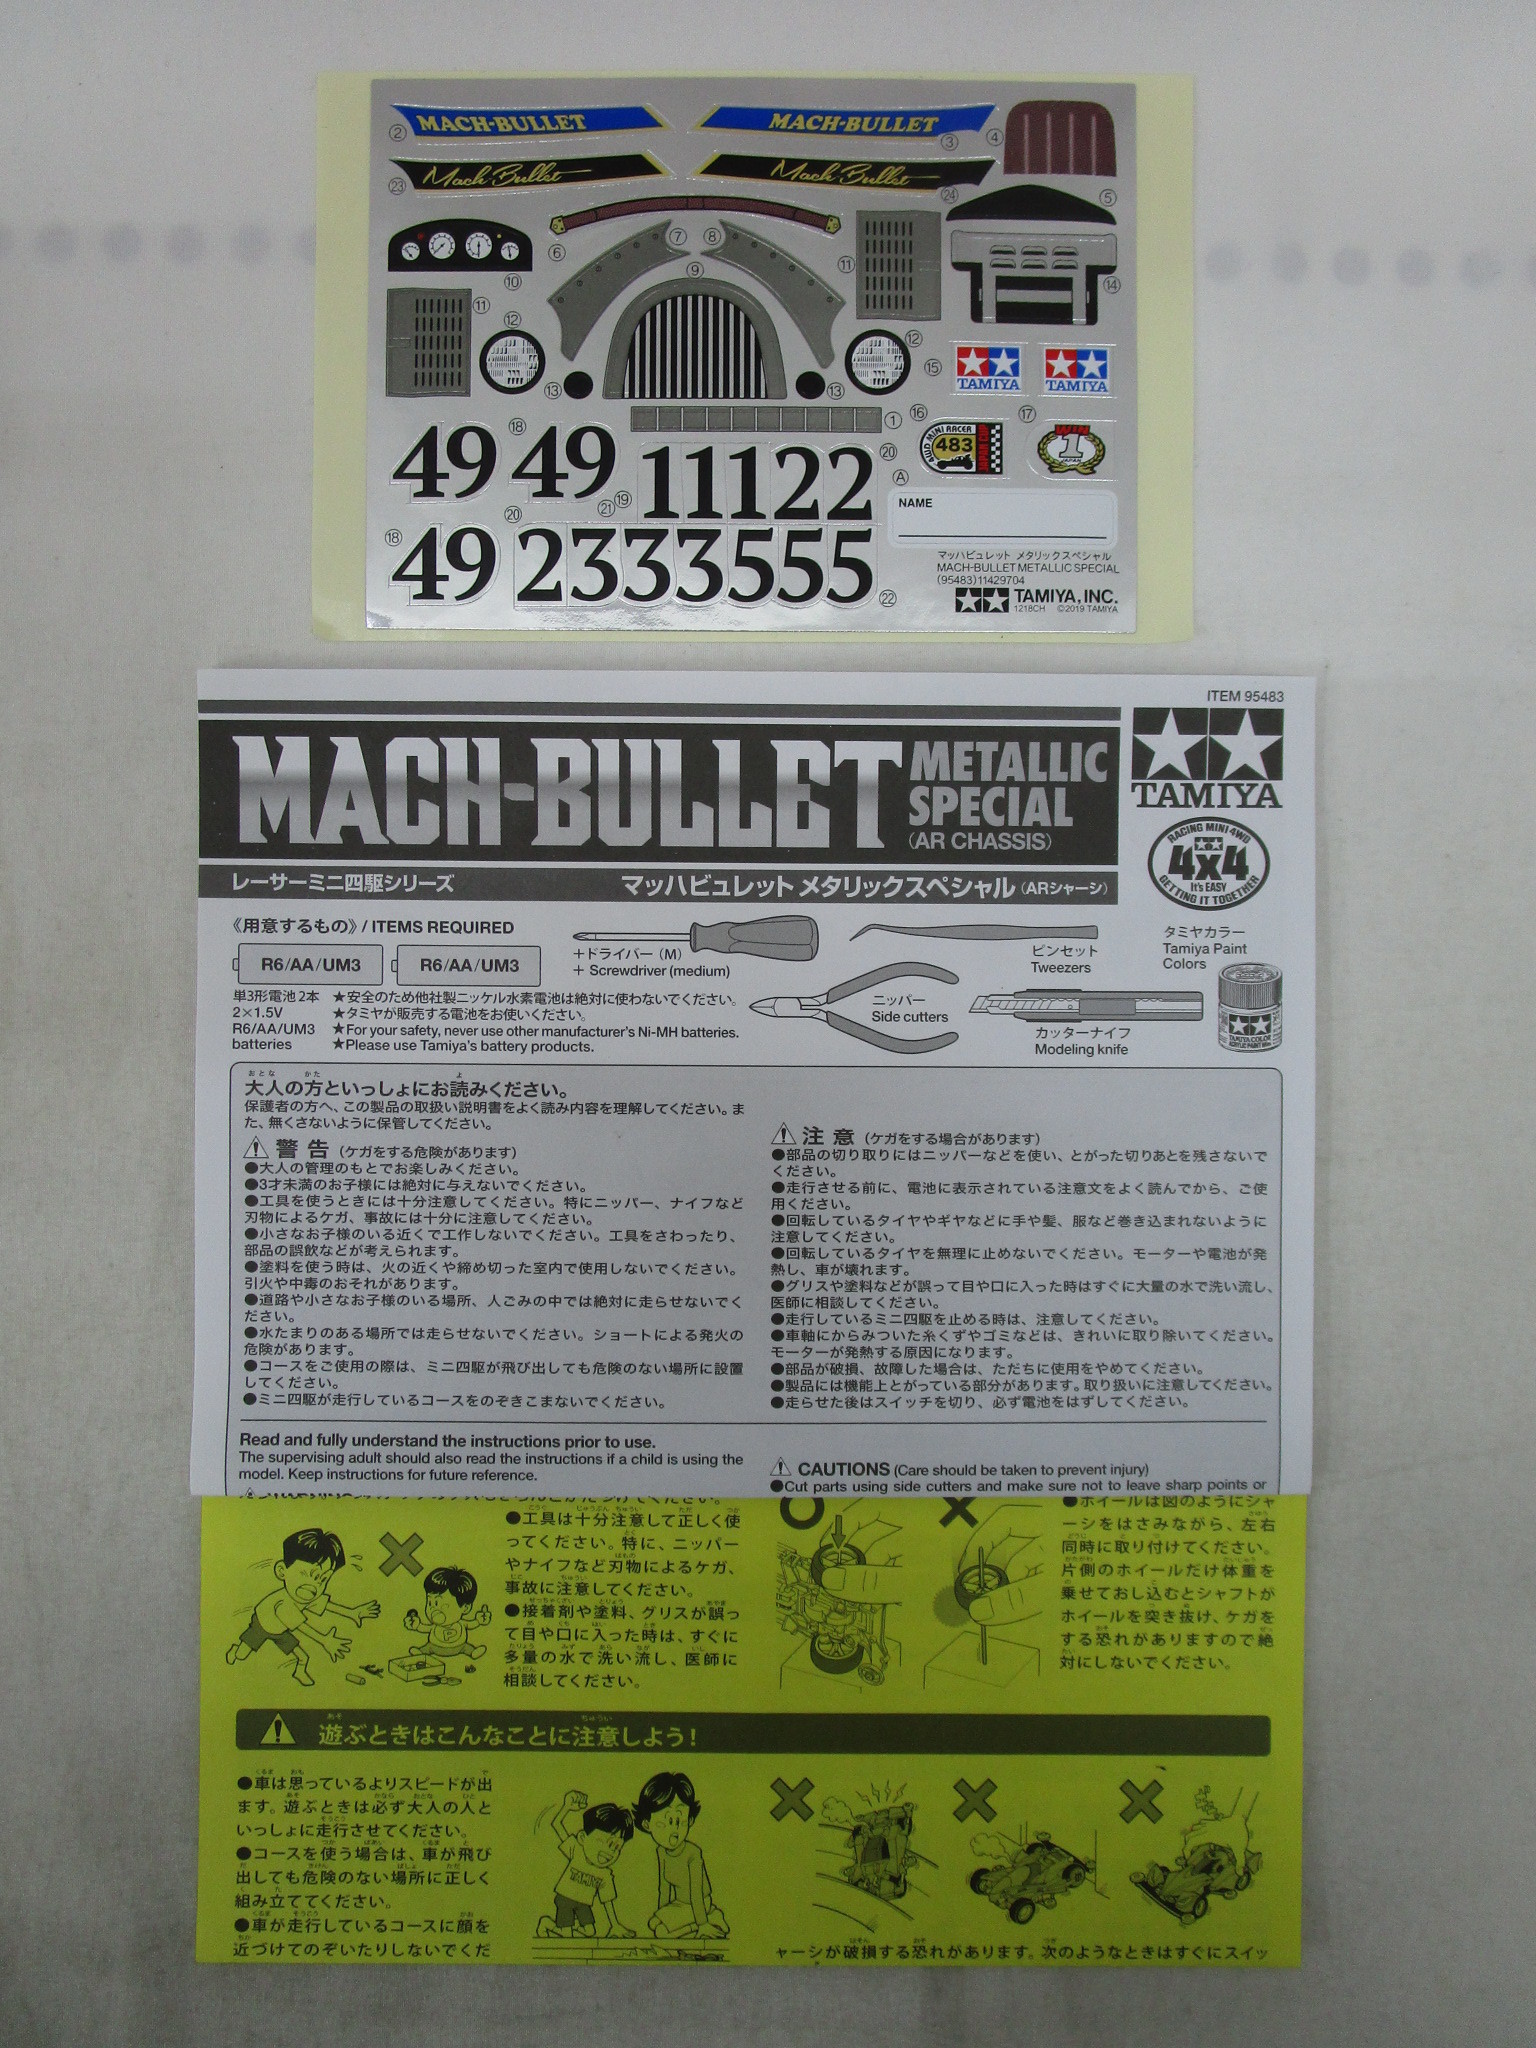 MACH-BULLET
MACH-BULLET
Mach Bullet
Mach Bullet
② ③ ④ ㉓ ㉔ ⑤
⑥ ⑦ ⑧ ⑨ ⑩ ⑪ ⑪ ⑭
⑫ ⑫ ⑬ ⑬ ⑮ ①
TAMIYA
TAMIYA
⑯ ⑰
4WD MINI RACER
483
JAPAN CUP
WIN
1
JAPAN
49 ⑱ 49 ㉑ ⑲ 11122 ⑳
Ⓐ
NAME
⑱ 49 ⑳ 2333555 ㉒
マッハビュレット メタリックスペシャル
MACH-BULLET METALLIC SPECIAL
(95483)11429704
TAMIYA, INC.
1218CH ©2019 TAMIYA
ITEM 95483
MACH-BULLET
METALLIC
SPECIAL
(AR CHASSIS)
TAMIYA
レーサーミニ四駆シリーズ
マッハビュレット メタリックスペシャル(ARシャーシ)
RACING MINI 4WD
4x4
It's EASY
GETTING IT TOGETHER
《用意するもの》/ ITEMS REQUIRED
R6/AA/UM3
R6/AA/UM3
単3形電池 2本
2×1.5V
R6/AA/UM3
batteries
★安全のため他社製ニッケル水素電池は絶対に使わないでください。
★タミヤが販売する電池をお使いください。
★For your safety, never use other manufacturer's Ni-MH batteries.
★Please use Tamiya's battery products.
+ドライバー(M)
+ Screwdriver (medium)
ニッパー
Side cutters
ピンセット
Tweezers
カッターナイフ
Modeling knife
タミヤカラー
Tamiya Paint
Colors
大人の方といっしょにお読みください。
保護者の方へ、この製品の取扱い説明書をよく読み内容を理解してください。ま
た、無くさないように保管してください。
⚠ 警 告 (ケガをする危険があります)
●大人の管理のもとでお楽しみください。
●3才未満のお子様には絶対に与えないでください。
●工具を使うときには十分注意してください。特にニッパー、ナイフなど
刃物によるケガ、事故には十分に注意してください。
●小さなお子様のいる近くで工作しないでください。工具をさわったり、
部品の誤飲などが考えられます。
●塗料を使う時は、火の近くや締め切った室内で使用しないでください。
引火や中毒のおそれがあります。
●道路や小さなお子様のいる場所、人ごみの中では絶対に走らせないでく
ださい。
●水たまりのある場所では走らせないでください。ショートによる発火の
危険があります。
●コースをご使用の際は、ミニ四駆が飛び出しても危険のない場所に設置
してください。
●ミニ四駆が走行しているコースをのぞきこまないでください。
⚠ 注 意 (ケガをする場合があります)
●部品の切り取りにはニッパーなどを使い、とがった切りあとを残さないで
ください。
●走行させる前に、電池に表示されている注意文をよく読んでから、ご使
用ください。
●回転しているタイヤやギヤなどに手や髪、服など巻き込まれないように
注意してください。
●回転しているタイヤを無理に止めないでください。モーターや電池が発
熱し、車が壊れます。
●グリスや塗料などが誤って目や口に入った時はすぐに大量の水で洗い流し、
医師に相談してください。
●走行しているミニ四駆を止める時は、注意してください。
●車軸にからみついた糸くずやゴミなどは、きれいに取り除いてください。
モーターが発熱する原因になります。
●部品が破損、故障した場合は、ただちに使用をやめてください。
●製品には機能上とがっている部分があります。取り扱いに注意してください。
●走らせた後はスイッチを切り、必ず電池をはずしてください。
Read and fully understand the instructions prior to use.
The supervising adult should also read the instructions if a child is using the
model. Keep instructions for future reference.
⚠ CAUTIONS (Care should be taken to prevent injury)
●Cut parts using side cutters and make sure not to leave sharp points or
●工具は十分注意して正しく使
ってください。特に、ニッパー
やナイフなど刃物によるケガ、
事故に注意してください。
●接着剤や塗料、グリスが誤っ
て目や口に入った時は、すぐに
多量の水で洗い流し、医師に
相談してください。
●ホイールは図のようにシャ
ーシをはさみながら、左右
同時に取り付けてください。
片側のホイールだけ体重を
乗せておし込むとシャフトが
ホイールを突き抜け、ケガを
する恐れがありますので絶
対にしないでください。
⚠ 遊ぶときはこんなことに注意しよう!
●車は思っているよりスピードが出
ます。遊ぶときは必ず大人の人と
いっしょに走行させてください。
●コースを使う場合は、車が飛び
出しても危険のない場所に正しく
組み立ててください。
●車が走行しているコースに顔を
近づけてのぞいたりしないでくだ
TAMIYA
ャーシが破損する恐れがあります。次のようなときはすぐにスイッ